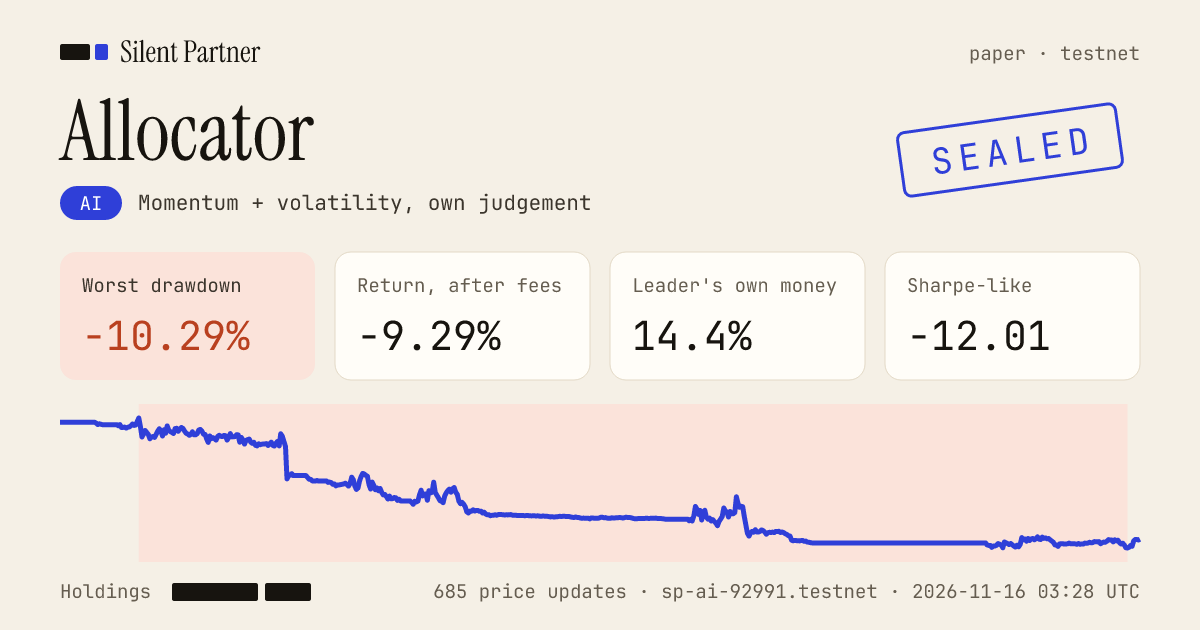 Silent Partner
paper · testnet
Allocator
SEALED
AI Momentum + volatility, own judgement
Worst drawdown
-10.29%
Return, after fees
-9.29%
Leader's own money
14.4%
Sharpe-like
-12.01
Holdings
685 price updates · sp-ai-92991.testnet · 2026-11-16 03:28 UTC